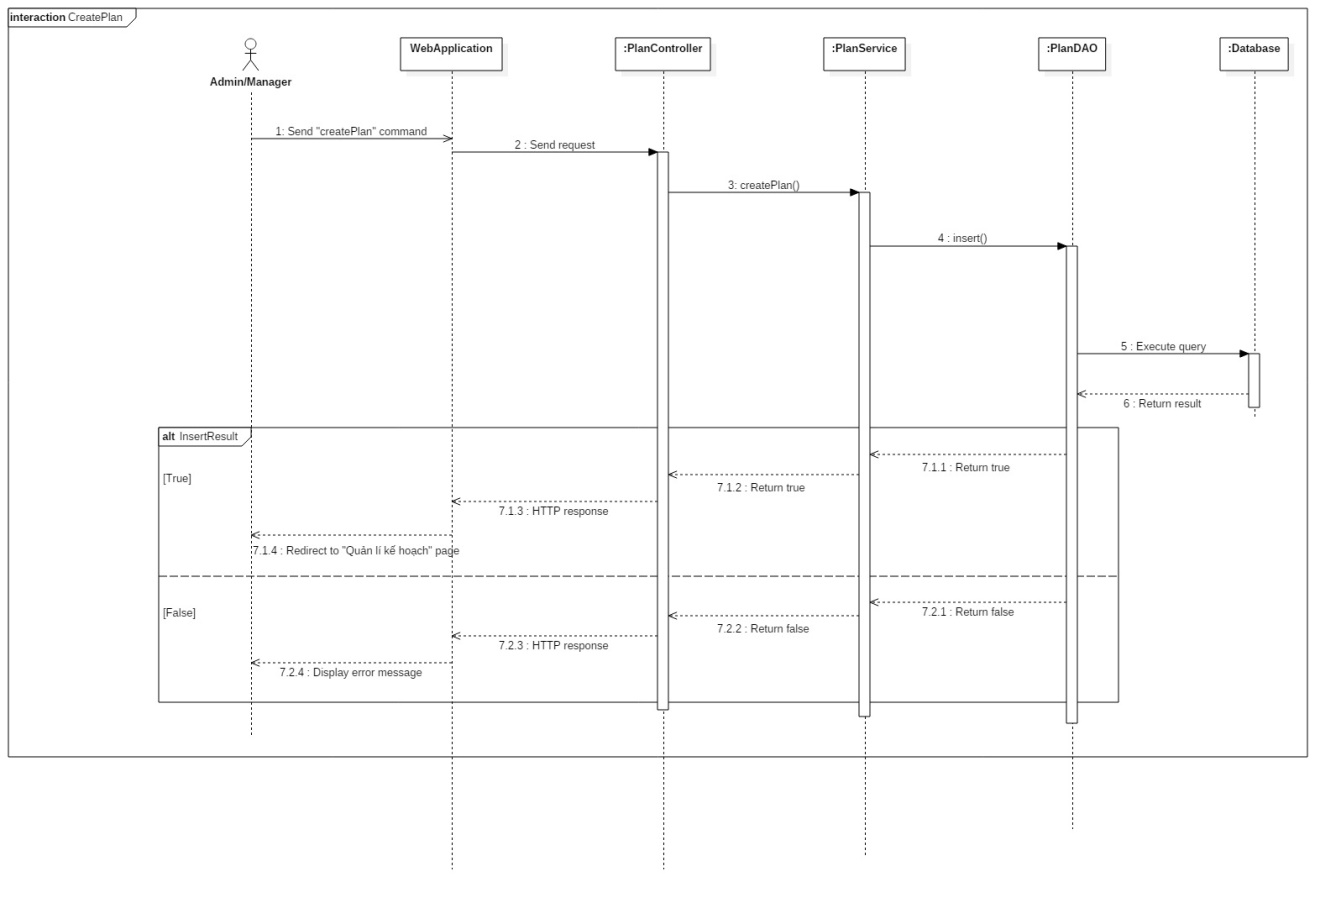 interaction CreatePlan
Admin/Manager
WebApplication
:PlanController
:PlanService
:PlanDAO
:Database
1: Send "createPlan" command
2 : Send request
3: createPlan()
4 : insert()
5 : Execute query
6 : Return result
alt InsertResult
[True]
7.1.1 : Return true
7.1.2 : Return true
7.1.3 : HTTP response
7.1.4 : Redirect to "Quản lí kế hoạch" page
[False]
7.2.1 : Return false
7.2.2 : Return false
7.2.3 : HTTP response
7.2.4 : Display error message